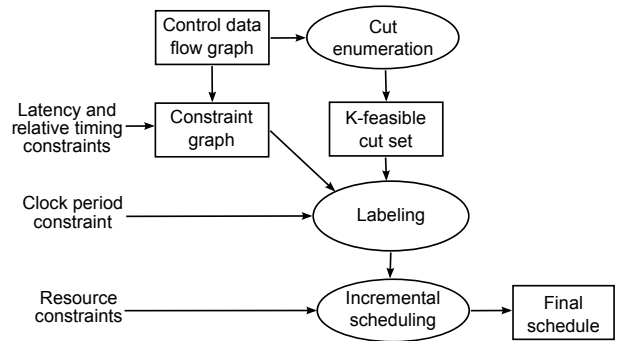 Control data
flow graph
Cut
enumeration
Latency and
relative timing
constraints
Constraint
graph
K-feasible
cut set
Clock period
constraint
Labeling
Resource
constraints
Incremental
scheduling
Final
schedule